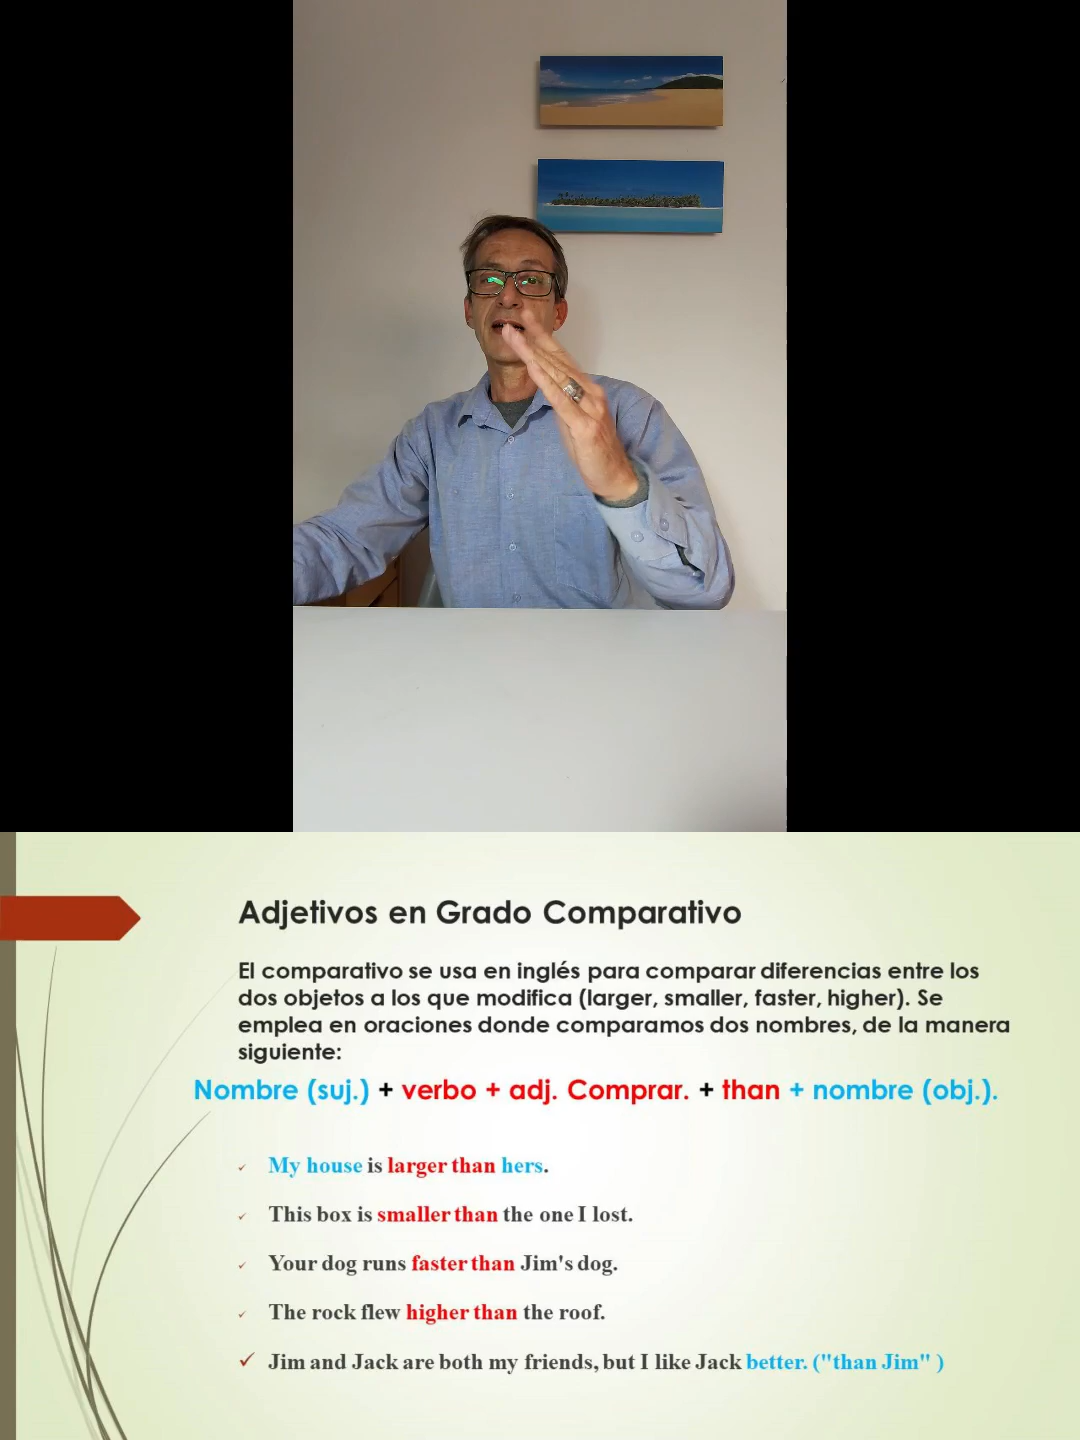 Adjetivos en Grado Comparativo
El comparativo se usa en inglés para comparar diferencias entre los
dos objetos a los que modifica (larger, smaller, faster, higher). Se
emplea en oraciones donde comparamos dos nombres, de la manera
siguiente:
Nombre (suj.) + verbo + adj. Comprar. + than + nombre (obj.).
My house is larger than hers.
This box is smaller than the one I lost.
Your dog runs faster than Jim's dog.
The rock flew higher than the roof.
Jim and Jack are both my friends, but I like Jack better. ("than Jim" )